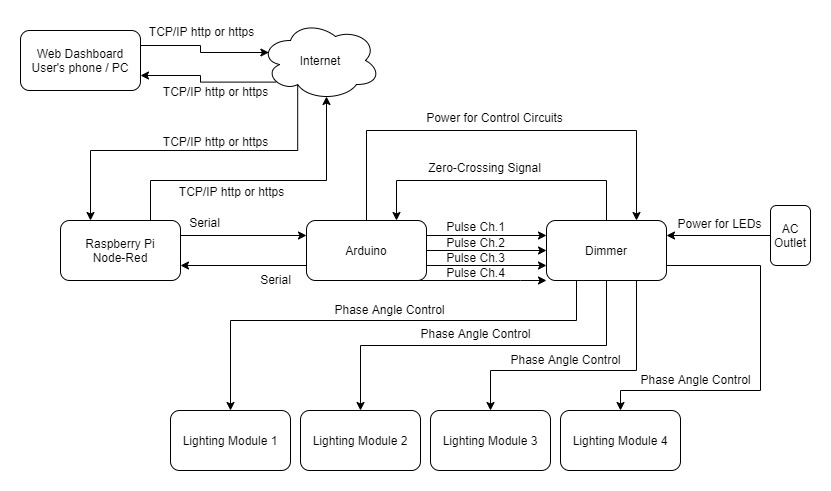 TCP/IP http or https
Web Dashboard
User's phone / PC
Internet
TCP/IP http or https
Power for Control Circuits
TCP/IP http or https
Zero-Crossing Signal
TCP/IP http or https
Serial
Pulse Ch.1
Power for LEDs
AC
Outlet
Raspberry Pi
Node-Red
Arduino
Pulse Ch.2
Dimmer
Pulse Ch.3
Pulse Ch.4
Serial
Phase Angle Control
Phase Angle Control
Phase Angle Control
Phase Angle Control
Lighting Module 1
Lighting Module 2
Lighting Module 3
Lighting Module 4